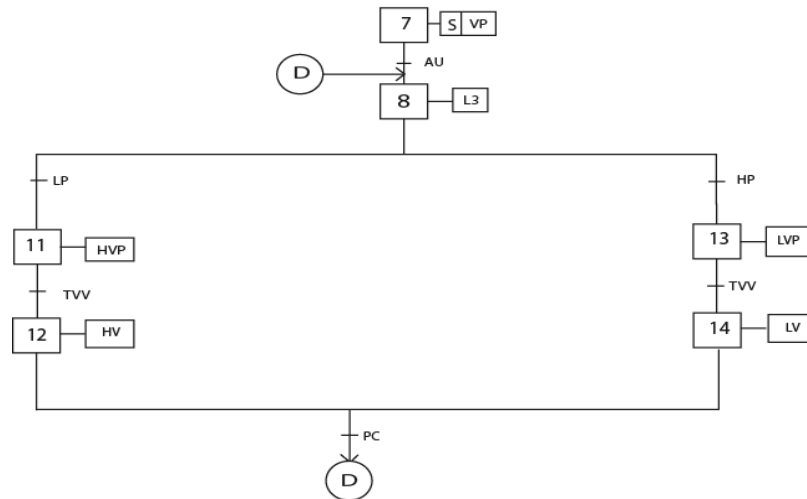 7 S VP
AU
D
8 L3
LP HP
11 HVP
13 LVP
TVV TVV
12 HV
14 LV
PC
D